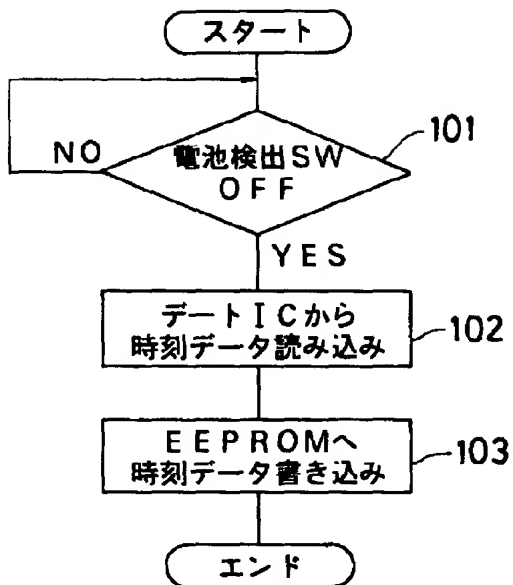 スタート
101
NO
電池検出SW
OFF
YES
デートICから
時刻データ読み込み
102
EEPROMへ
時刻データ書き込み
103
エンド